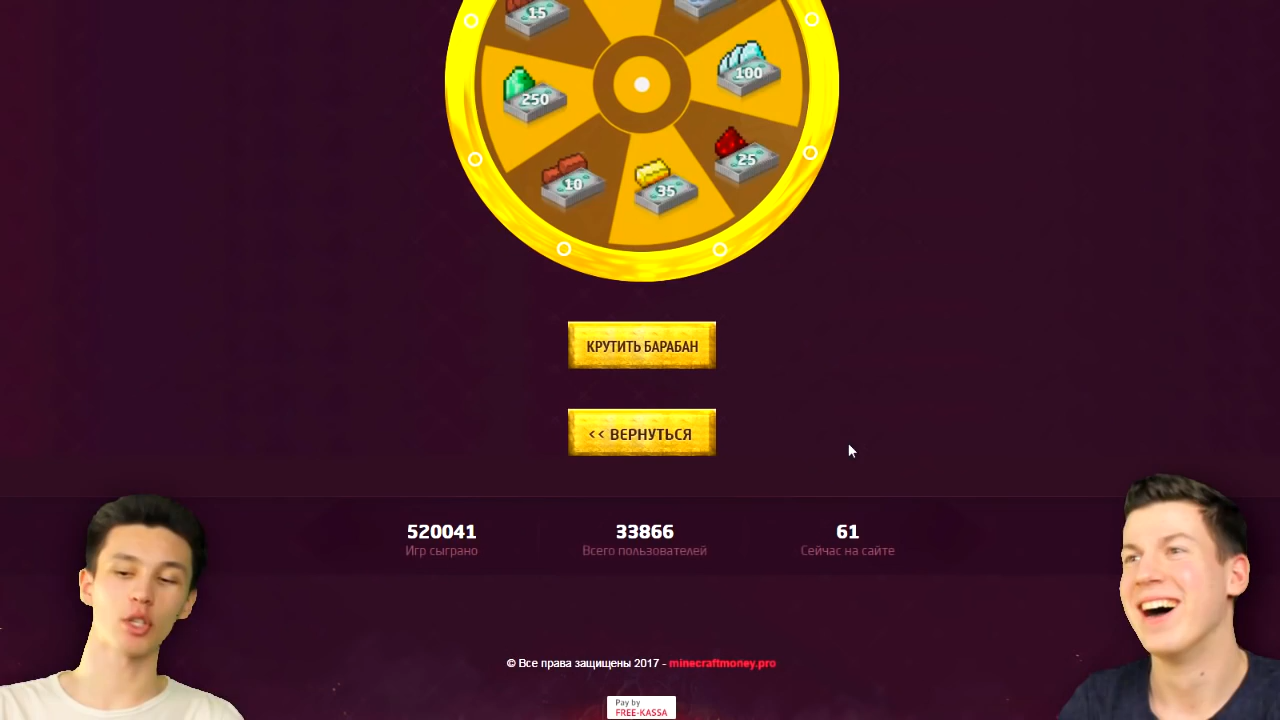 15
100
250
25
10
35
КРУТИТЬ БАРАБАН
<< ВЕРНУТЬСЯ
520041
Игр сыграно
33866
Всего пользователей
61
Сейчас на сайте
© Все права защищены 2017 - minecraftmoney.pro
Pay by
FREE-KASSA